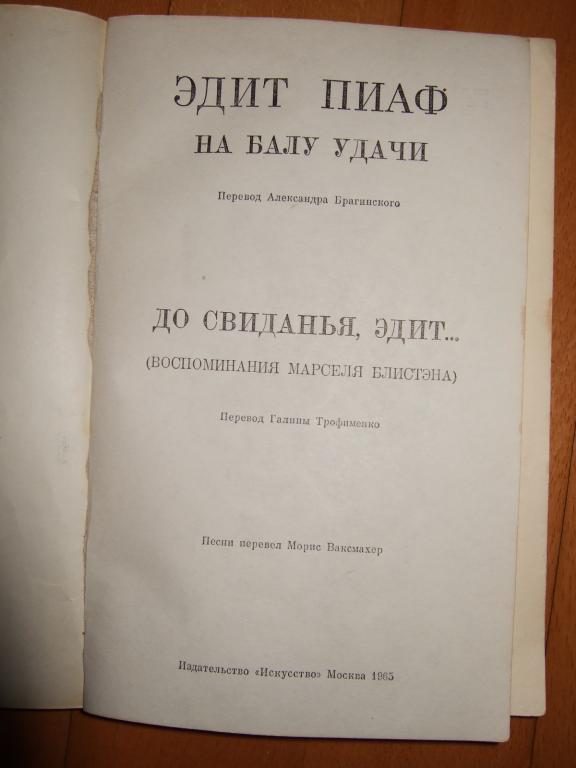 ЭДИТ ПИАФ
НА БАЛУ УДАЧИ
Перевод Александра Брагинского
ДО СВИДАНЬЯ, ЭДИТ...
(ВОСПОМИНАНИЯ МАРСЕЛЯ БЛИСТЭНА)
Перевод Галины Трофименко
Песни перевел Морис Ваксмахер
Издательство «Искусство» Москва 1965